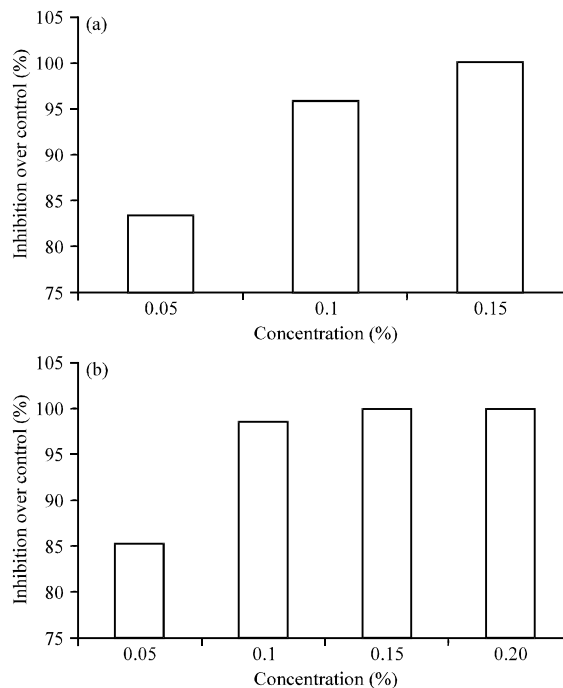 (a)
Inhibition over control (%)
105
100
95
90
85
80
75
0.05 0.1 0.15
Concentration (%)
(b)
Inhibition over control (%)
105
100
95
90
85
80
75
0.05 0.1 0.15 0.20
Concentration (%)